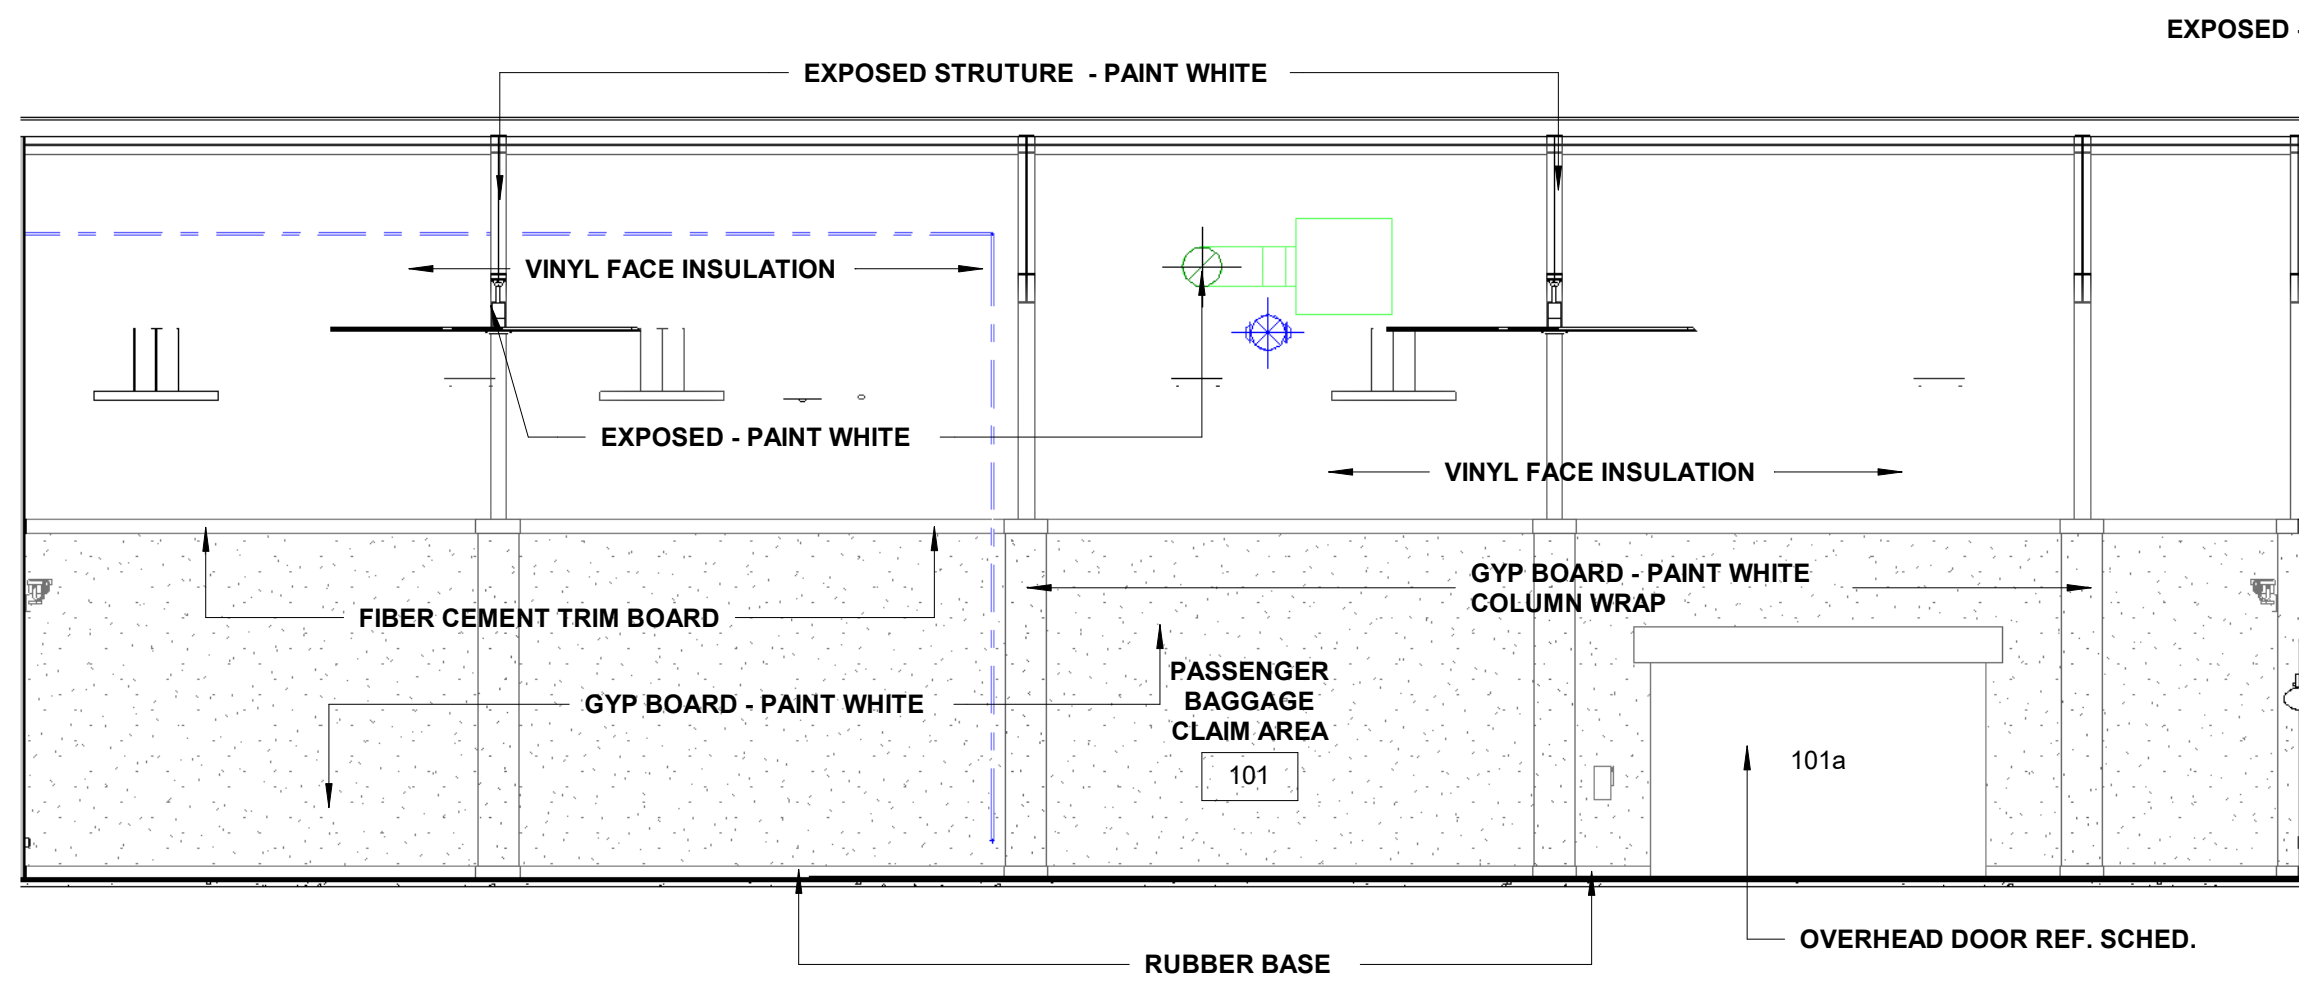 EXPOSED -
EXPOSED STRUTURE - PAINT WHITE
VINYL FACE INSULATION
EXPOSED - PAINT WHITE
VINYL FACE INSULATION
GYP BOARD - PAINT WHITE
COLUMN WRAP
FIBER CEMENT TRIM BOARD
PASSENGER
BAGGAGE
CLAIM AREA
GYP BOARD - PAINT WHITE
101
101a
OVERHEAD DOOR REF. SCHED.
RUBBER BASE